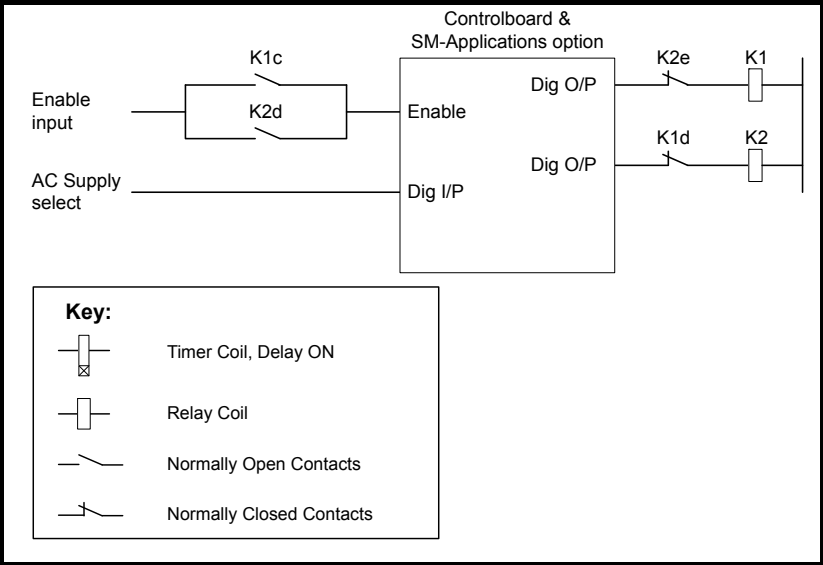 Controlboard &
SM-Applications option
K1c
K2e
K1
Dig O/P
Enable
input
K2d
Enable
K1d
K2
Dig O/P
AC Supply
select
Dig I/P
Key:
Timer Coil, Delay ON
Relay Coil
Normally Open Contacts
Normally Closed Contacts